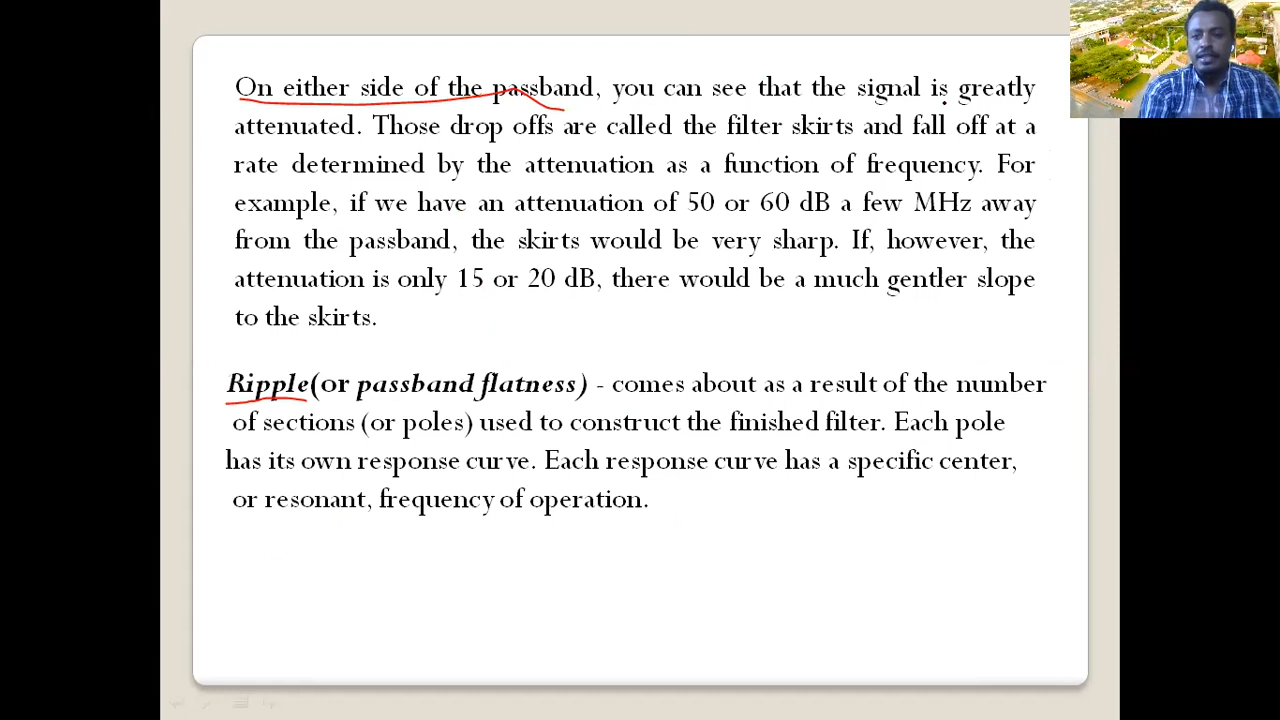 On either side of the passband, you can see that the signal is greatly
attenuated. Those drop offs are called the filter skirts and fall off at a
rate determined by the attenuation as a function of frequency. For
example, if we have an attenuation of 50 or 60 dB a few MHz away
from the passband, the skirts would be very sharp. If, however, the
attenuation is only 15 or 20 dB, there would be a much gentler slope
to the skirts.
Ripple(or passband flatness) - comes about as a result of the number
of sections (or poles) used to construct the finished filter. Each pole
has its own response curve. Each response curve has a specific center,
or resonant, frequency of operation.